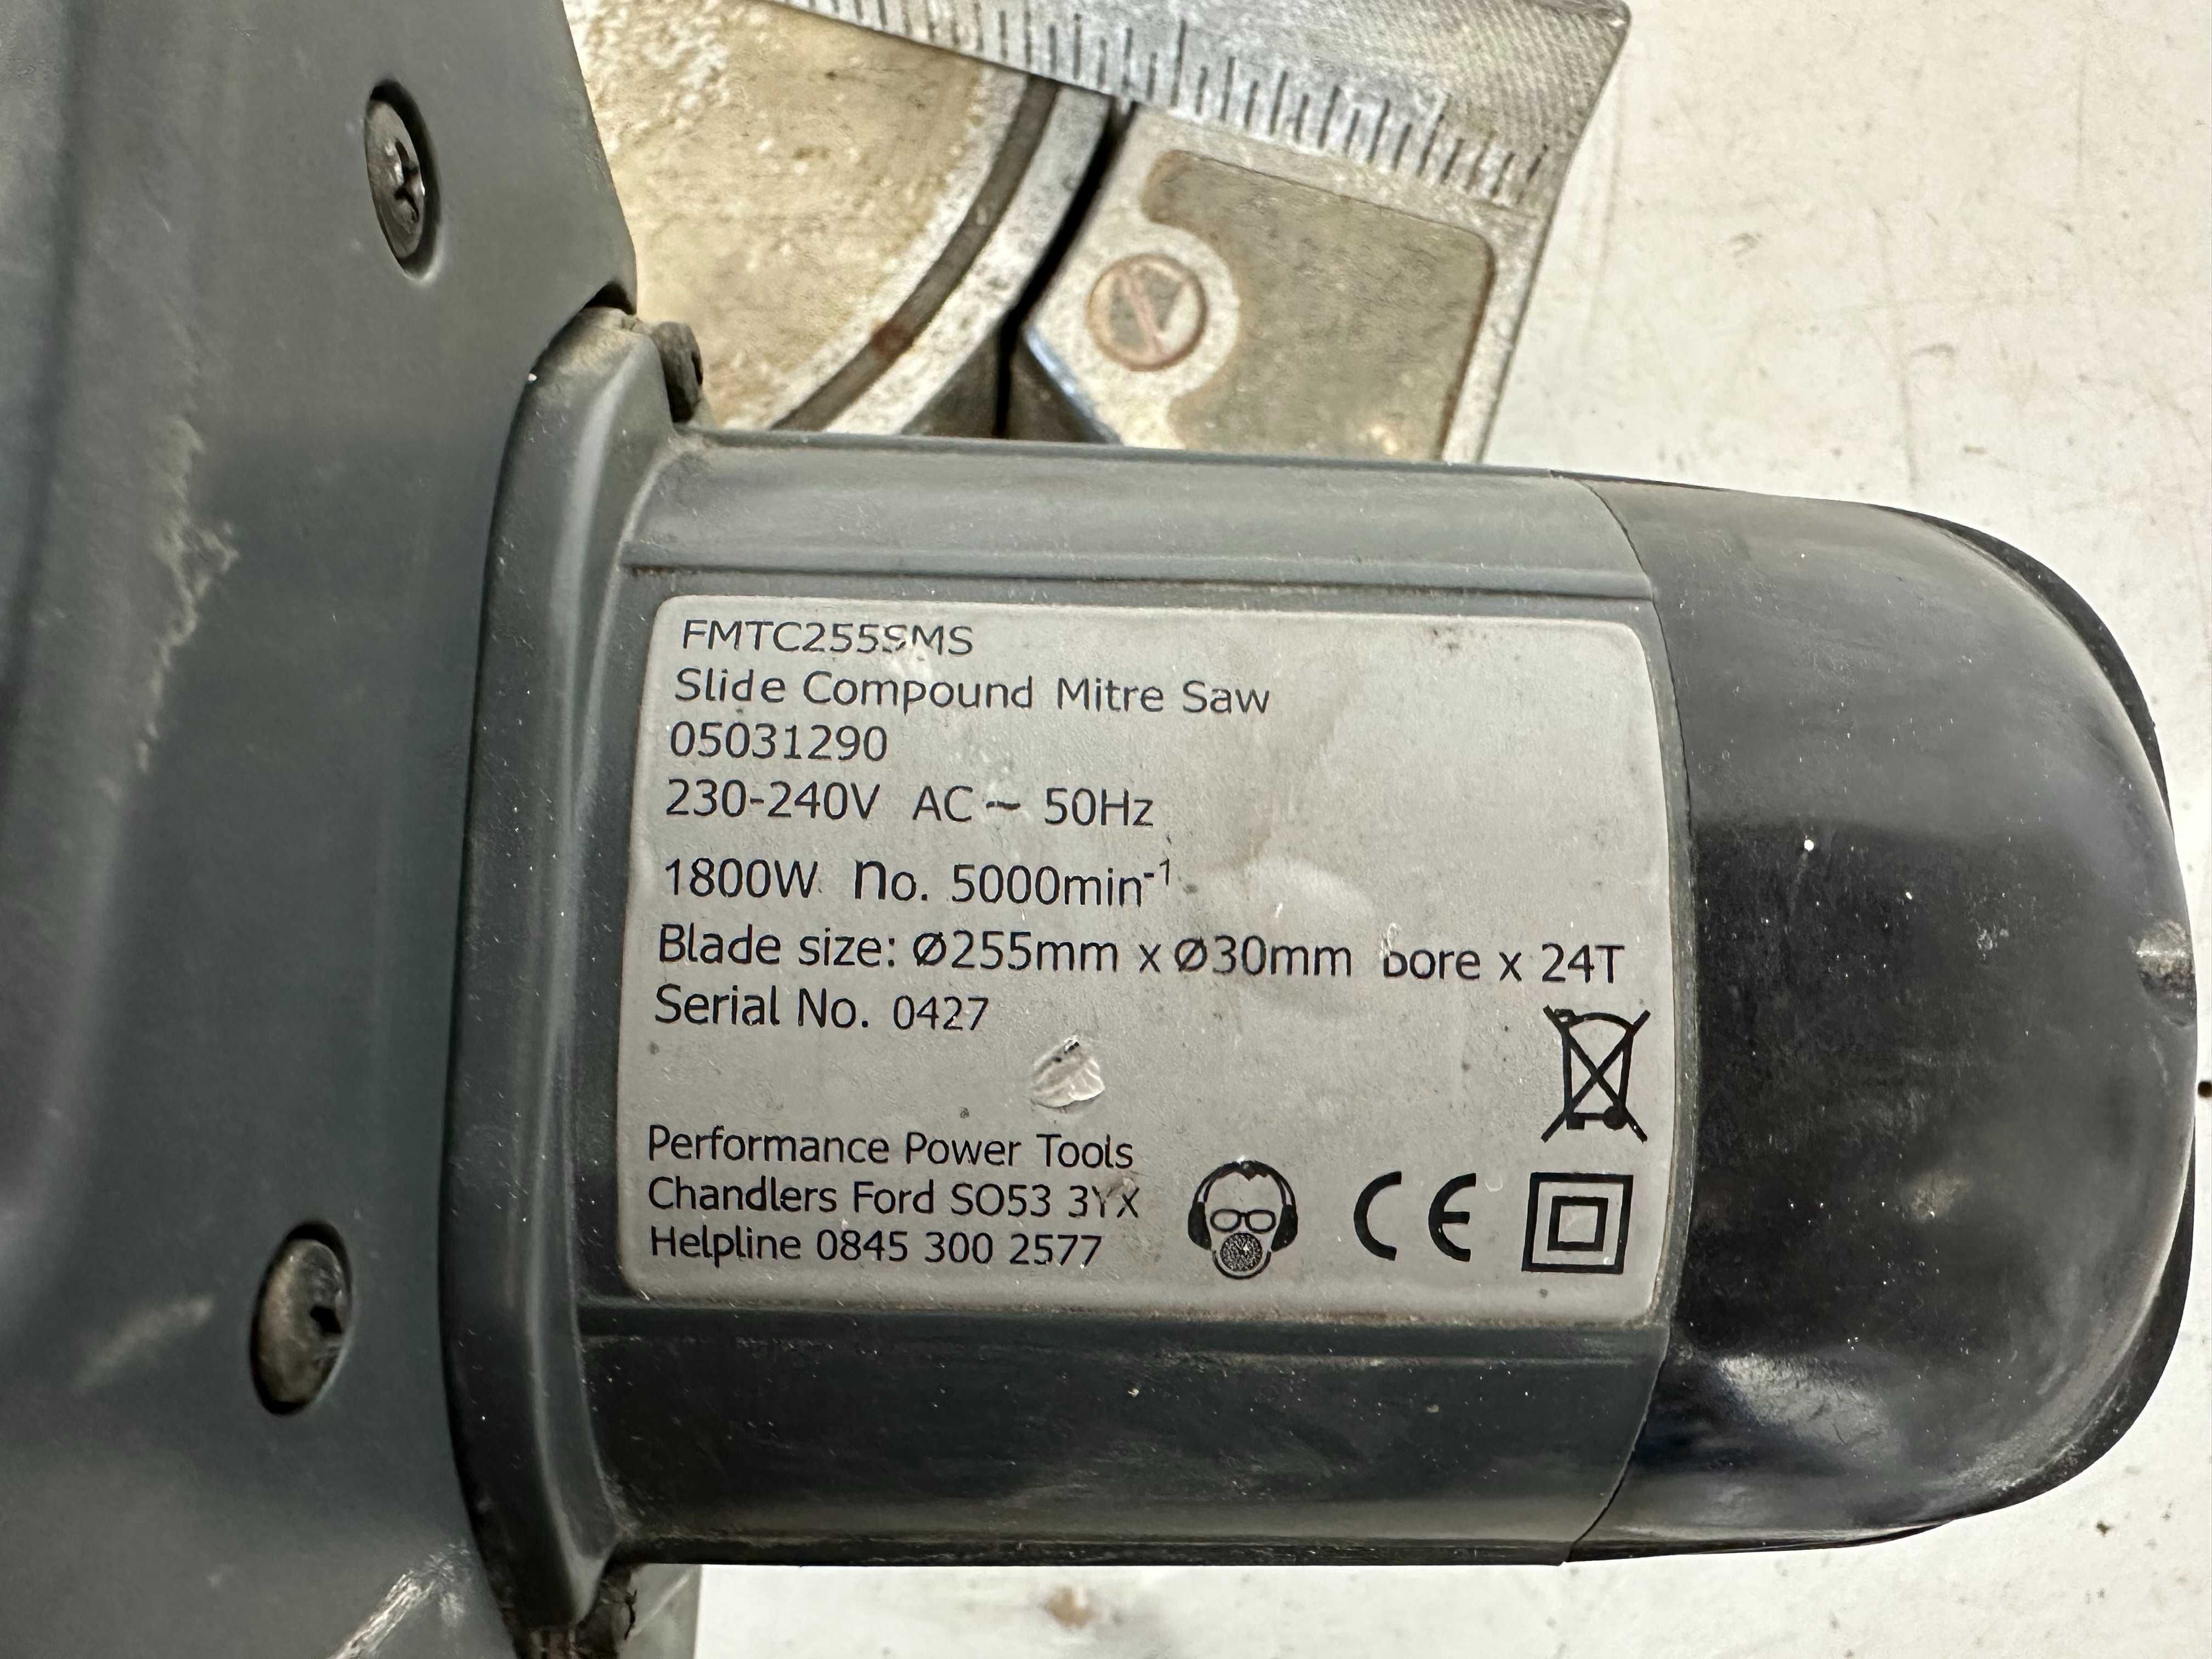 FMTC255SMS
Slide Compound Mitre Saw
05031290
230-240V AC ~ 50Hz
1800W no. 5000min⁻¹
Blade size: Ø255mm x Ø30mm bore x 24T
Serial No. 0427
Performance Power Tools
Chandlers Ford SO53 3YX
Helpline 0845 300 2577
CE